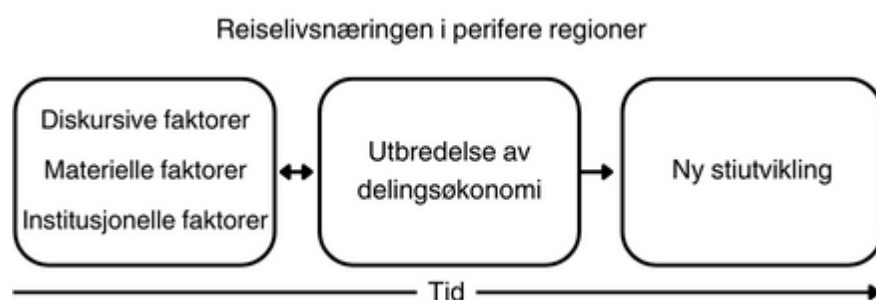 Reiselivsnæringen i perifere regioner
Diskursive faktorer
Materielle faktorer
Institusjonelle faktorer
Utbredelse av
delingsøkonomi
Ny stiutvikling
Tid